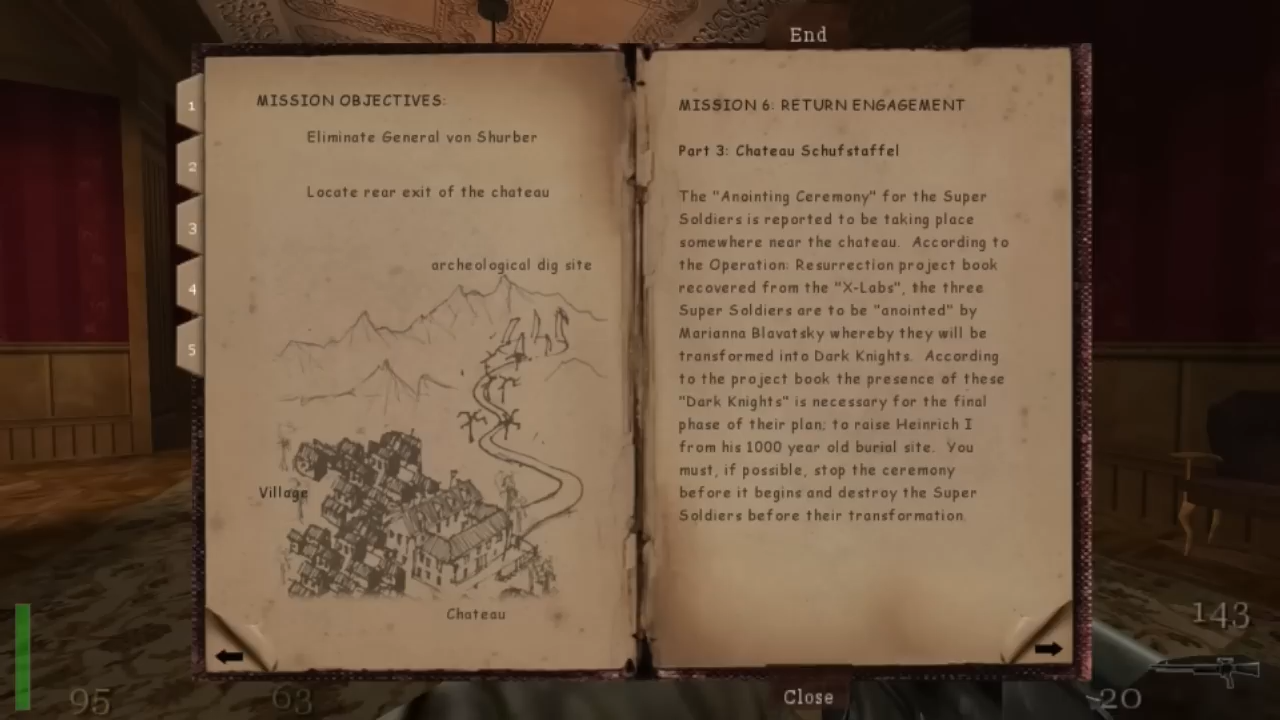 End
1
2
3
4
5
MISSION OBJECTIVES:
Eliminate General von Shurber
Locate rear exit of the chateau
archeological dig site
Village
Chateau
MISSION 6: RETURN ENGAGEMENT
Part 3: Chateau Schufstaffel
The "Anointing Ceremony" for the Super
Soldiers is reported to be taking place
somewhere near the chateau. According to
the Operation: Resurrection project book
recovered from the "X-Labs", the three
Super Soldiers are to be "anointed" by
Marianna Blavatsky whereby they will be
transformed into Dark Knights. According
to the project book the presence of these
"Dark Knights" is necessary for the final
phase of their plan; to raise Heinrich I
from his 1000 year old burial site. You
must, if possible, stop the ceremony
before it begins and destroy the Super
Soldiers before their transformation.
Close
95
63
143
20